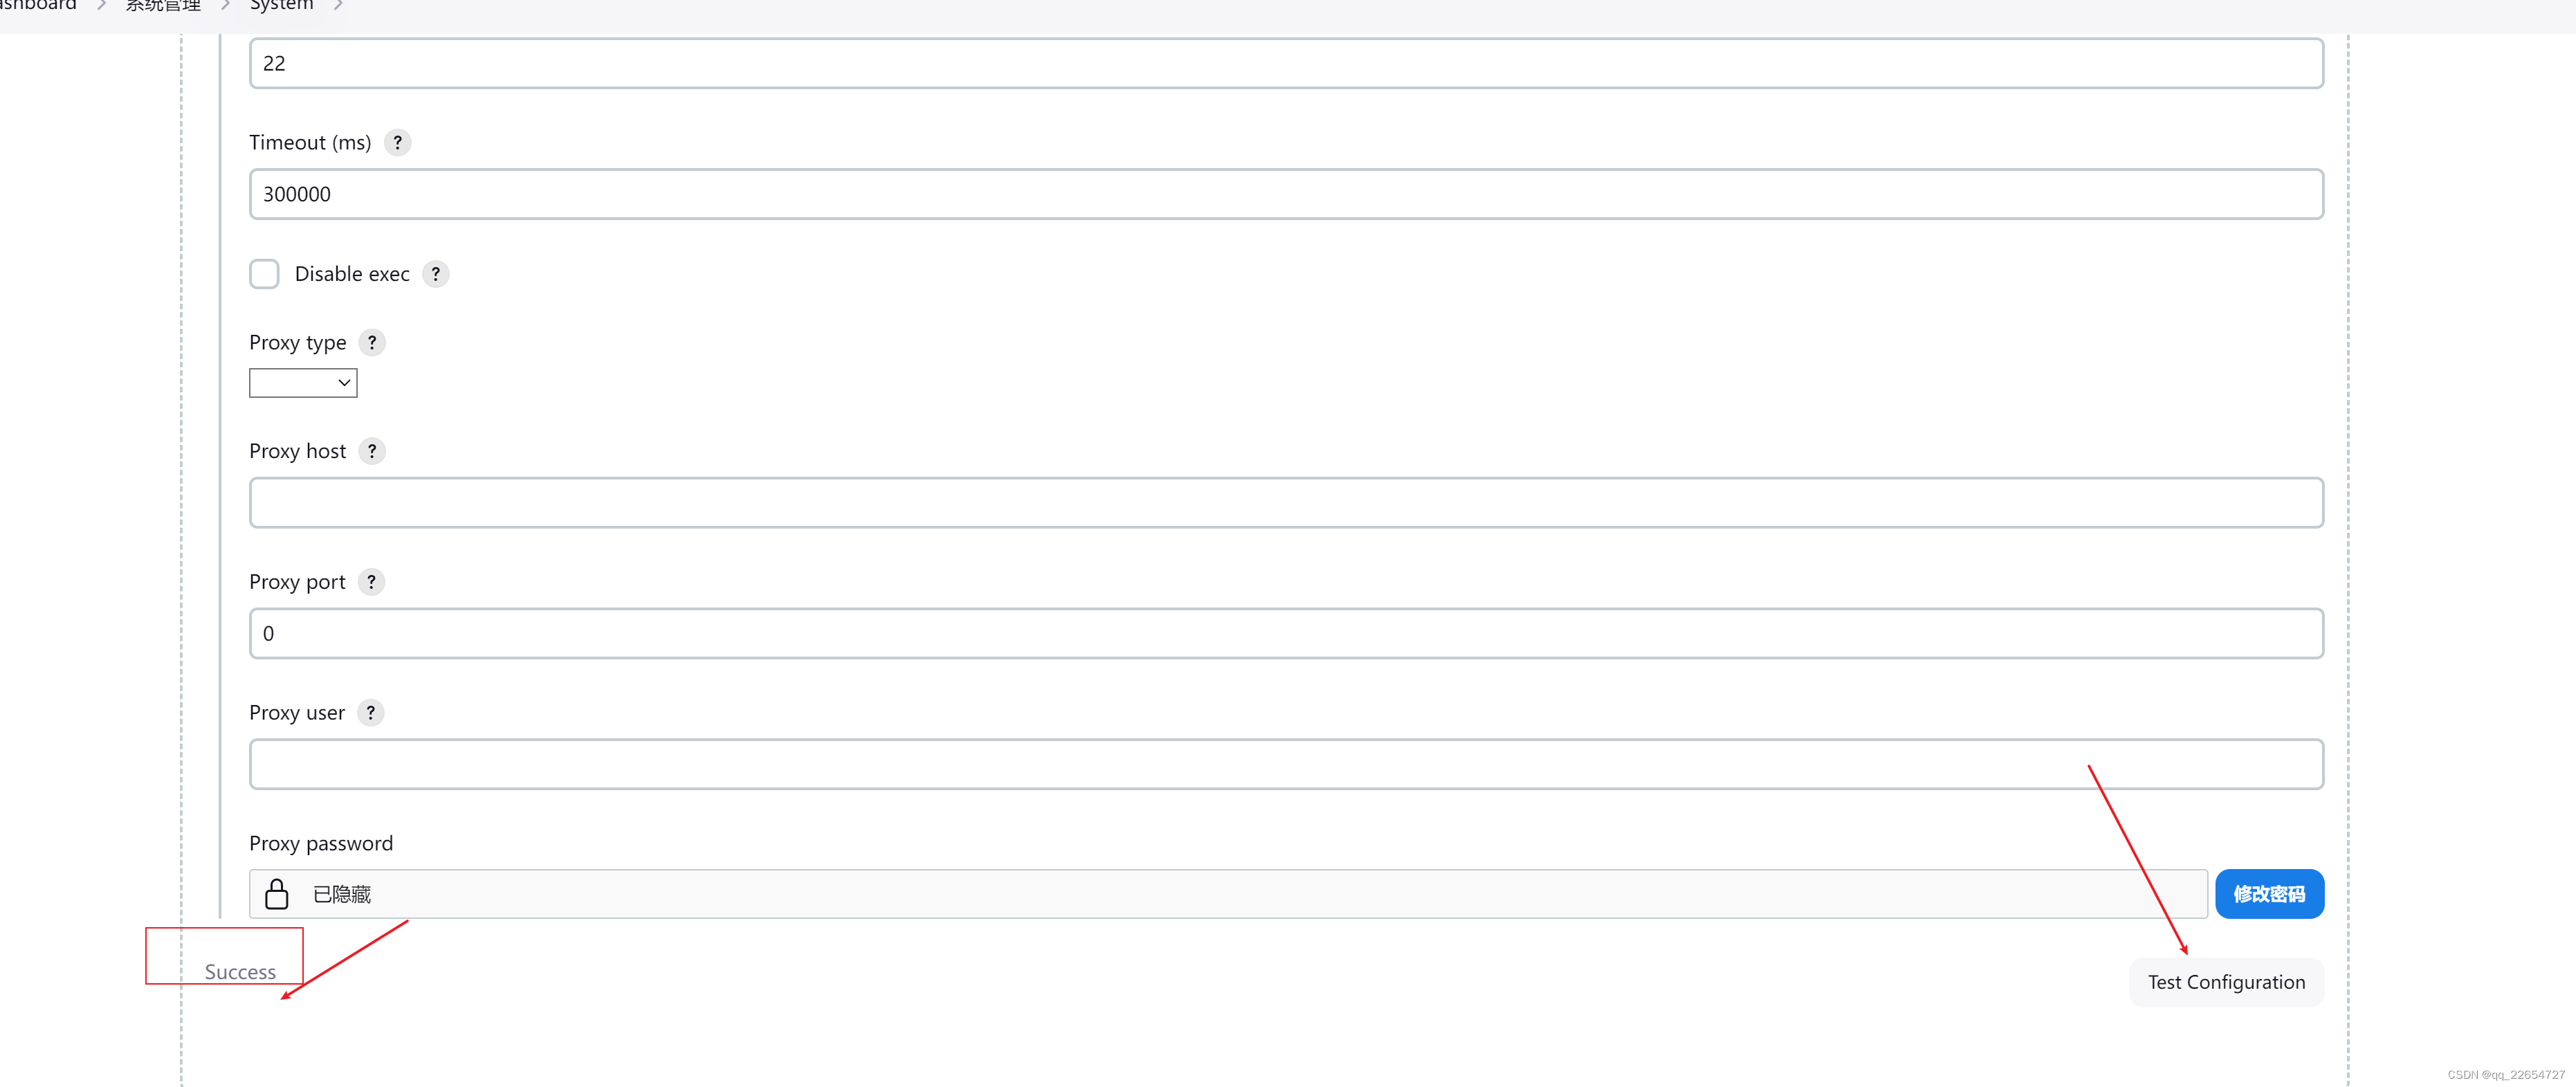 ashboard > 系统管理 > System >
22
Timeout (ms) ?
300000
Disable exec ?
Proxy type ?
Proxy host ?
Proxy port ?
0
Proxy user ?
Proxy password
已隐藏 修改密码
Success Test Configuration
CSDN @qq_22654727